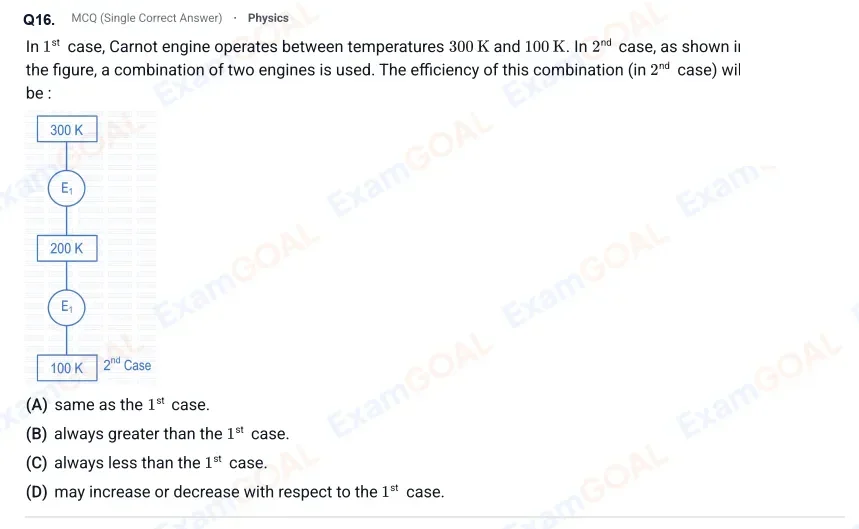 Q16. MCQ (Single Correct Answer) · Physics
In 1st case, Carnot engine operates between temperatures 300 K and 100 K. In 2nd case, as shown i
the figure, a combination of two engines is used. The efficiency of this combination (in 2nd case) wil
be :
300 K
E1
200 K
E1
100 K 2nd Case
(A) same as the 1st case.
(B) always greater than the 1st case.
(C) always less than the 1st case.
(D) may increase or decrease with respect to the 1st case.
ExamGOAL